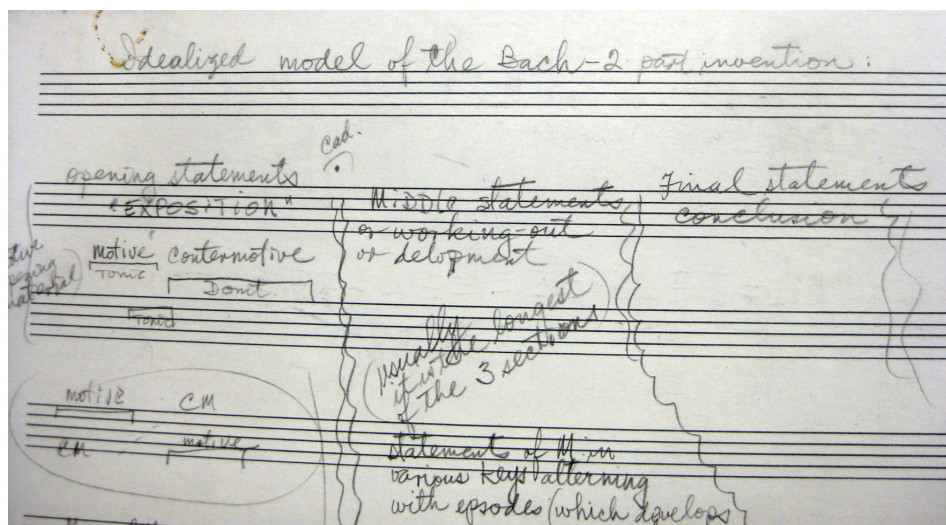 Idealized model of the Bach-2 part invention:
cad.
opening statements
"EXPOSITION"
motive" contermotive
Tonic
Domt.
Tonic
motive CM
CM motive
MiDDle statements
or working-out
or delopment
(usually
it is the longest
of the 3 sections)
statements of M in
various keys alterning
with episodes (which develops
Final statements
conclusion"